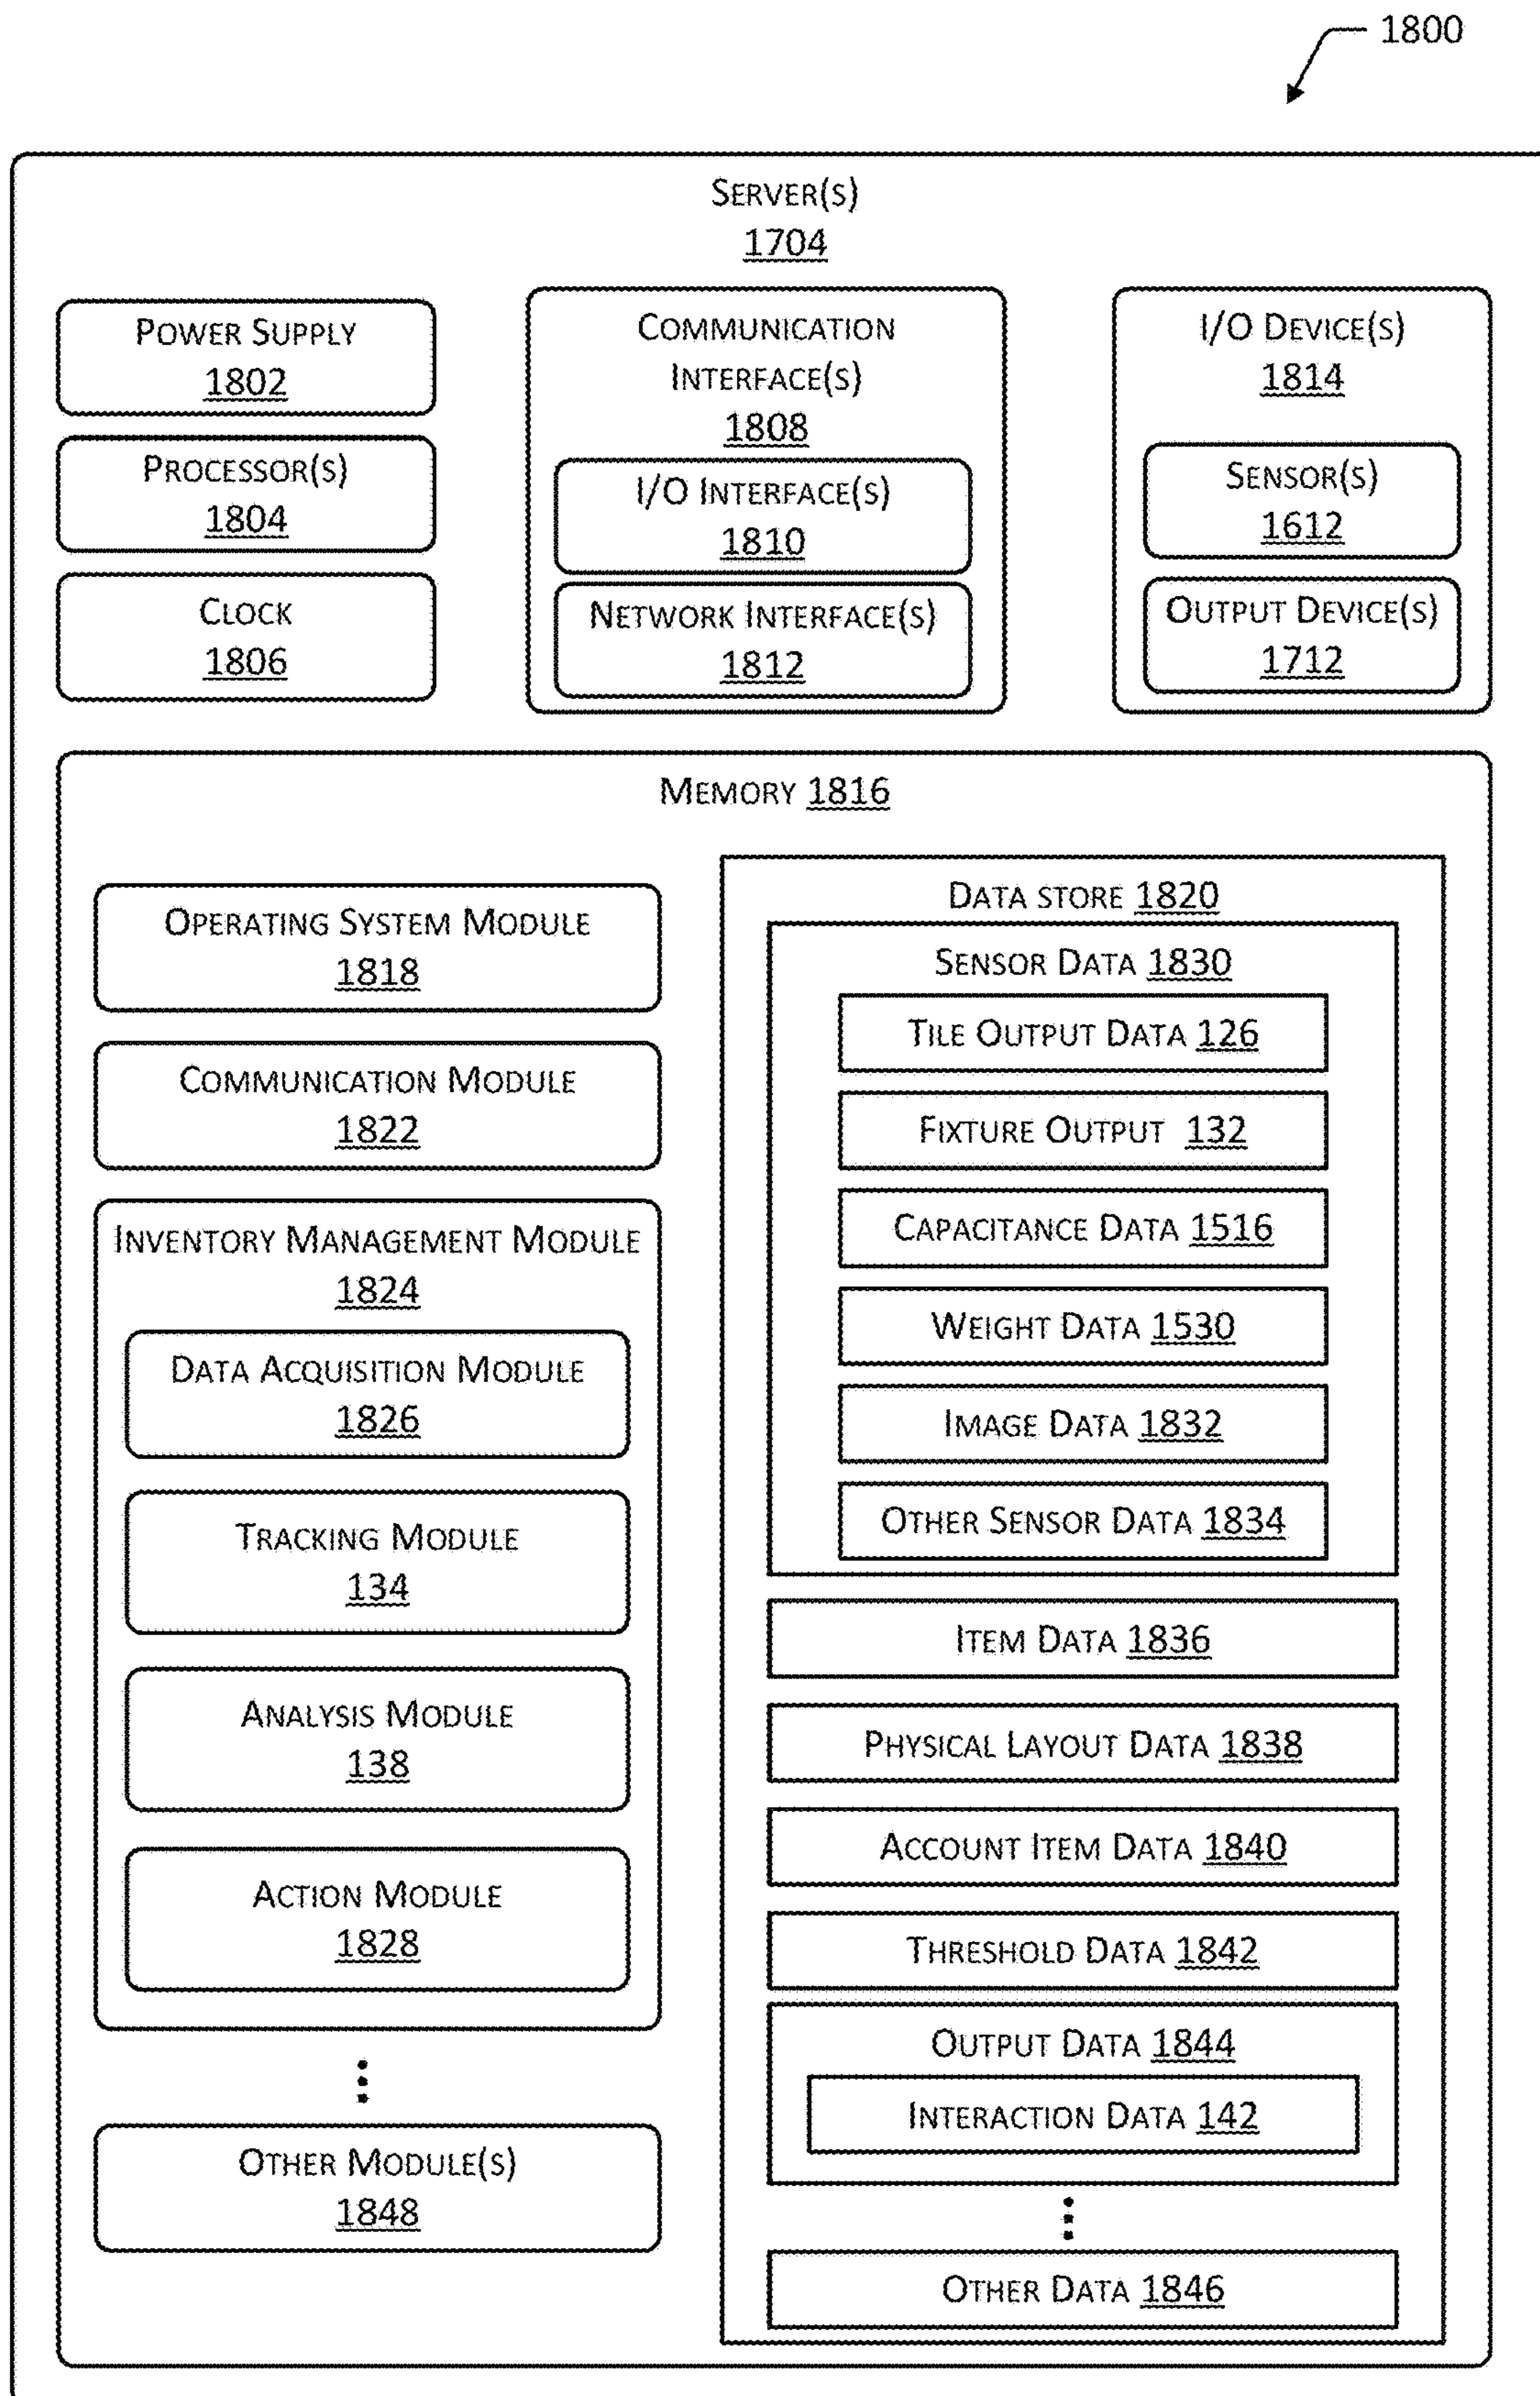 1800
SERVER(S)
1704
POWER SUPPLY
1802
PROCESSOR(S)
1804
CLOCK
1806
COMMUNICATION
INTERFACE(S)
1808
I/O INTERFACE(S)
1810
NETWORK INTERFACE(S)
1812
I/O DEVICE(S)
1814
SENSOR(S)
1612
OUTPUT DEVICE(S)
1712
MEMORY 1816
OPERATING SYSTEM MODULE
1818
COMMUNICATION MODULE
1822
INVENTORY MANAGEMENT MODULE
1824
DATA ACQUISITION MODULE
1826
TRACKING MODULE
134
ANALYSIS MODULE
138
ACTION MODULE
1828
OTHER MODULE(S)
1848
DATA STORE 1820
SENSOR DATA 1830
TILE OUTPUT DATA 126
FIXTURE OUTPUT 132
CAPACITANCE DATA 1516
WEIGHT DATA 1530
IMAGE DATA 1832
OTHER SENSOR DATA 1834
ITEM DATA 1836
PHYSICAL LAYOUT DATA 1838
ACCOUNT ITEM DATA 1840
THRESHOLD DATA 1842
OUTPUT DATA 1844
INTERACTION DATA 142
OTHER DATA 1846